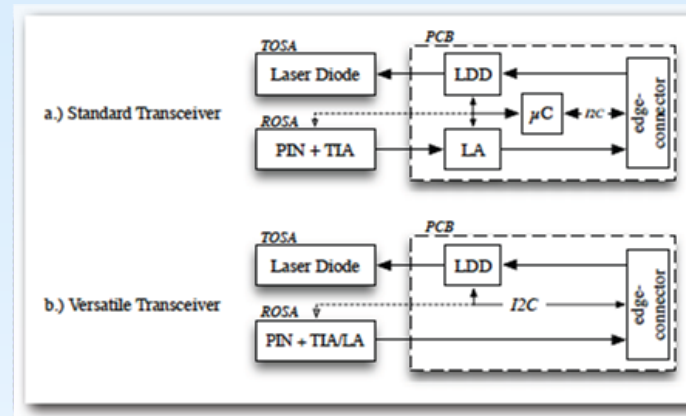 TOSA
PCB
Laser Diode
LDD
edge-
connector
a.) Standard Transceiver
μC
I2C
ROSA
PIN + TIA
LA
TOSA
PCB
Laser Diode
LDD
edge-
connector
b.) Versatile Transceiver
I2C
ROSA
PIN + TIA/LA